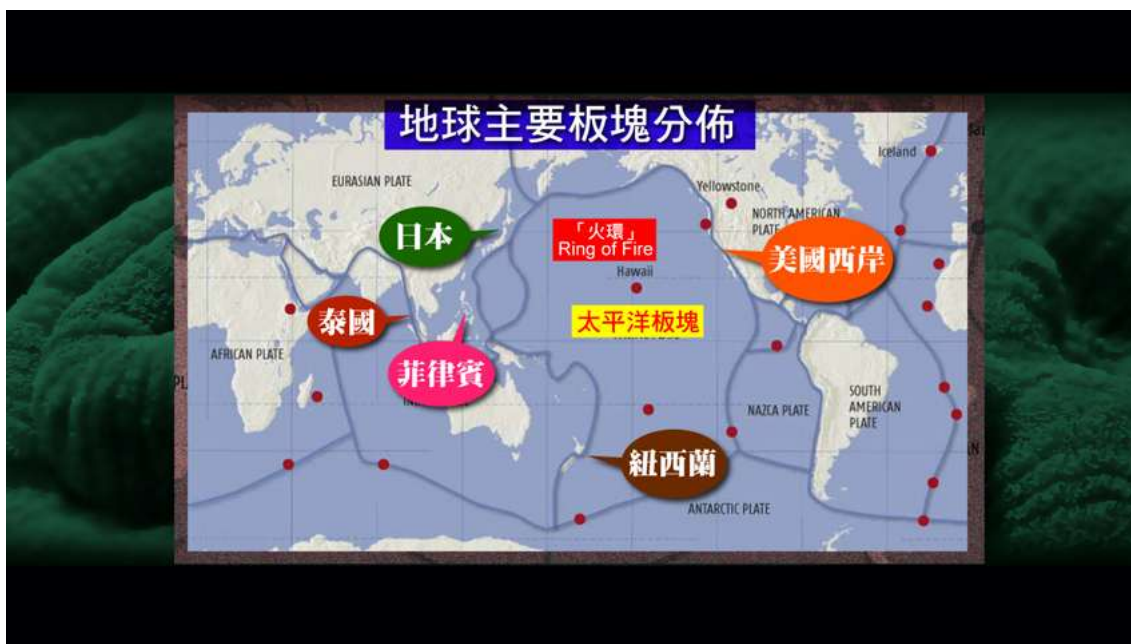 地球主要板塊分佈
Iceland
EURASIAN PLATE
Yellowstone
NORTH AMERICAN
PLATE
日本
「火環」
Ring of Fire
美國西岸
Hawaii
泰國
太平洋板塊
AFRICAN PLATE
菲律賓
NAZCA PLATE
SOUTH
AMERICAN
PLATE
紐西蘭
ANTARCTIC PLATE